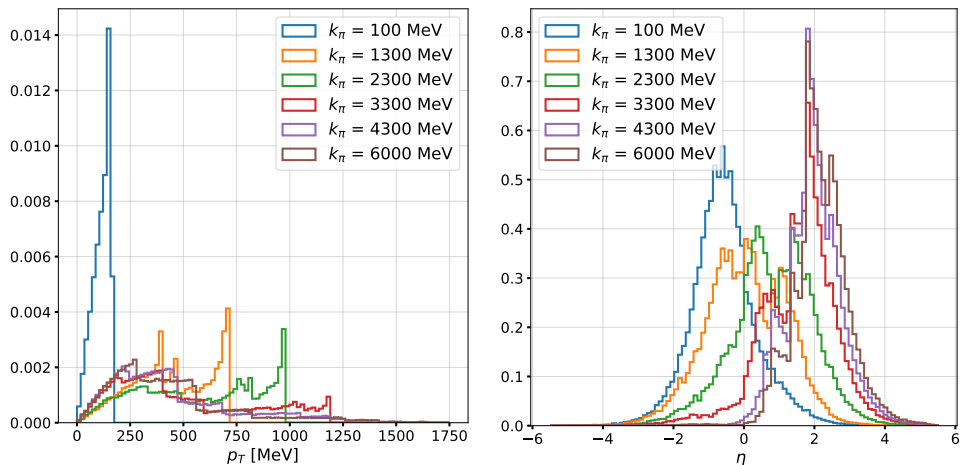 0.014
0.012
0.010
0.008
0.006
0.004
0.002
0.000
0 250 500 750 1000 1250 1500 1750
p_T [MeV]
k_π = 100 MeV
k_π = 1300 MeV
k_π = 2300 MeV
k_π = 3300 MeV
k_π = 4300 MeV
k_π = 6000 MeV
0.8
0.7
0.6
0.5
0.4
0.3
0.2
0.1
0.0
−6 −4 −2 0 2 4 6
η
k_π = 100 MeV
k_π = 1300 MeV
k_π = 2300 MeV
k_π = 3300 MeV
k_π = 4300 MeV
k_π = 6000 MeV